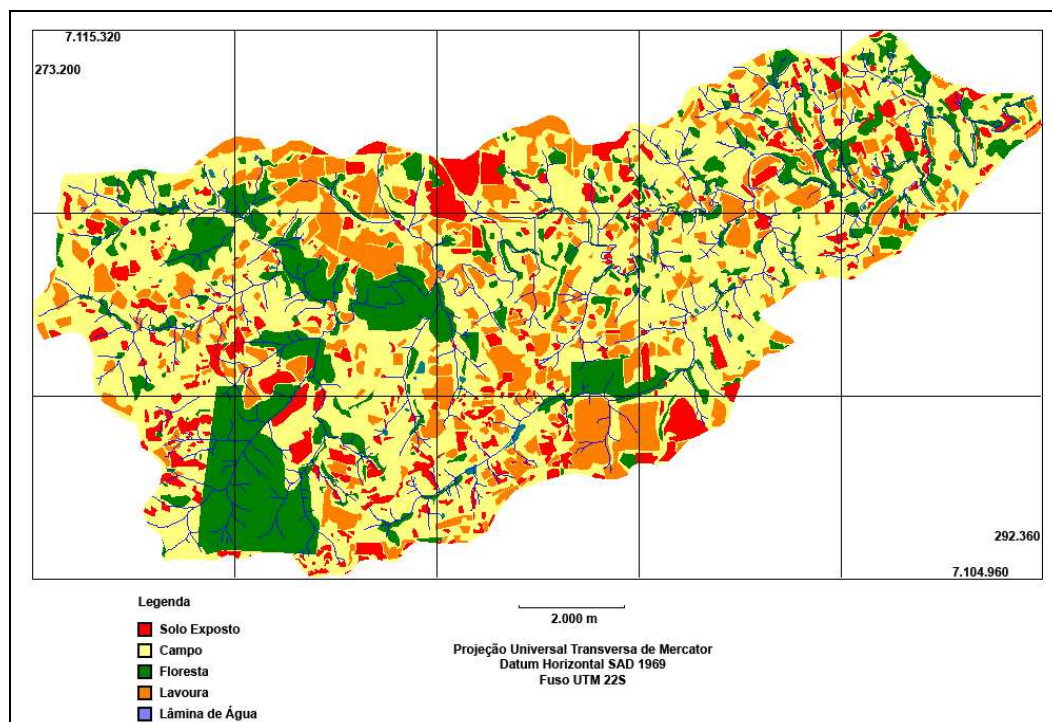 7.115.320
273.200
292.360
7.104.960
Legenda
Solo Exposto
Campo
Floresta
Lavoura
Lâmina de Água
2.000 m
Projeção Universal Transversa de Mercator
Datum Horizontal SAD 1969
Fuso UTM 22S